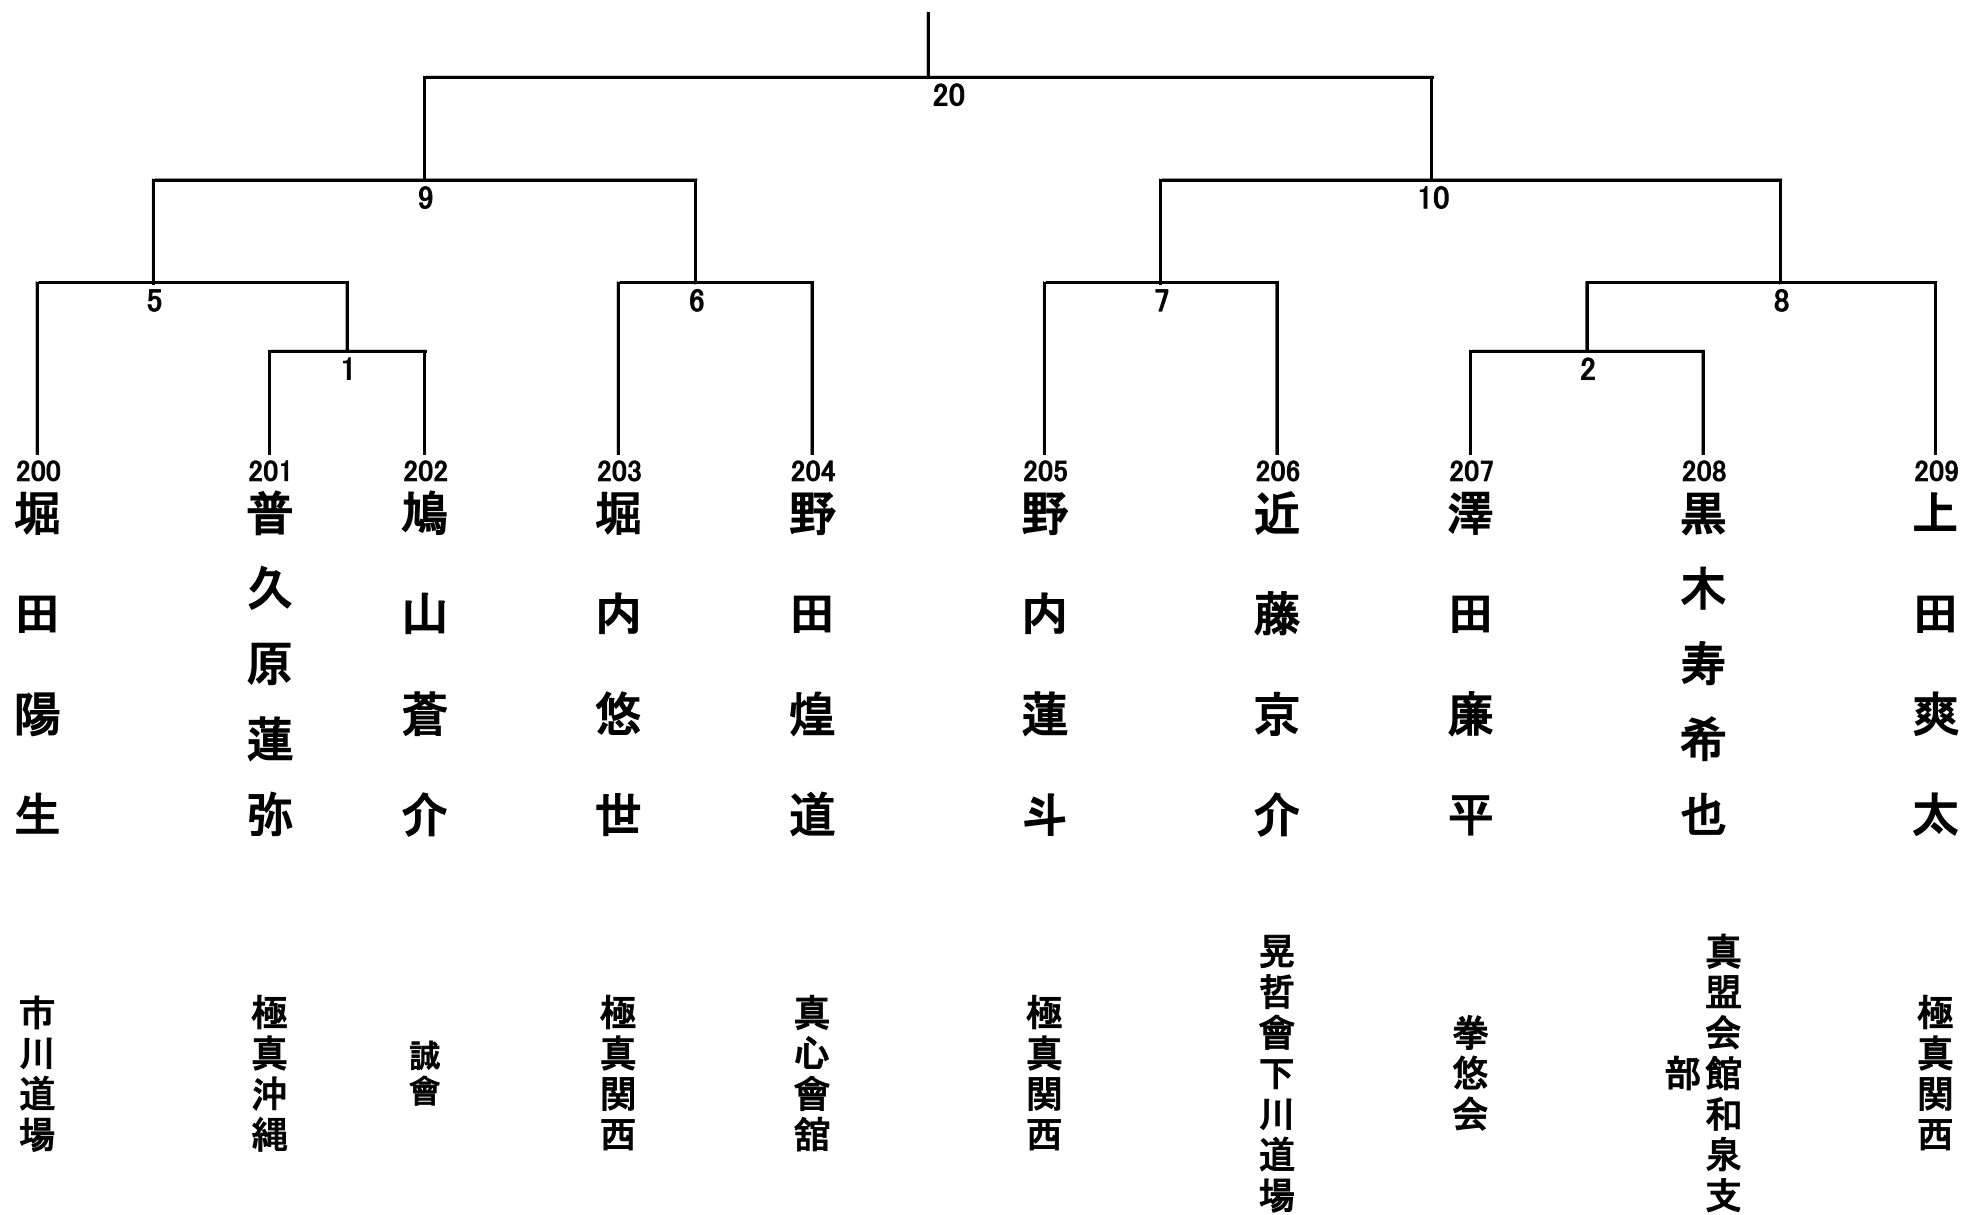 20
9
10
5
6
7
8
1
2
200
201
202
203
204
205
206
207
208
209
堀田陽生
普久原蓮弥
鳩山蒼介
堀内悠世
野田煌道
野内蓮斗
近藤京介
澤田廉平
黒木寿希也
上田爽太
市川道場
極真沖縄
誠會
極真関西
真心會舘
極真関西
晃哲會下川道場
拳悠会
真盟会館和泉支
部
極真関西